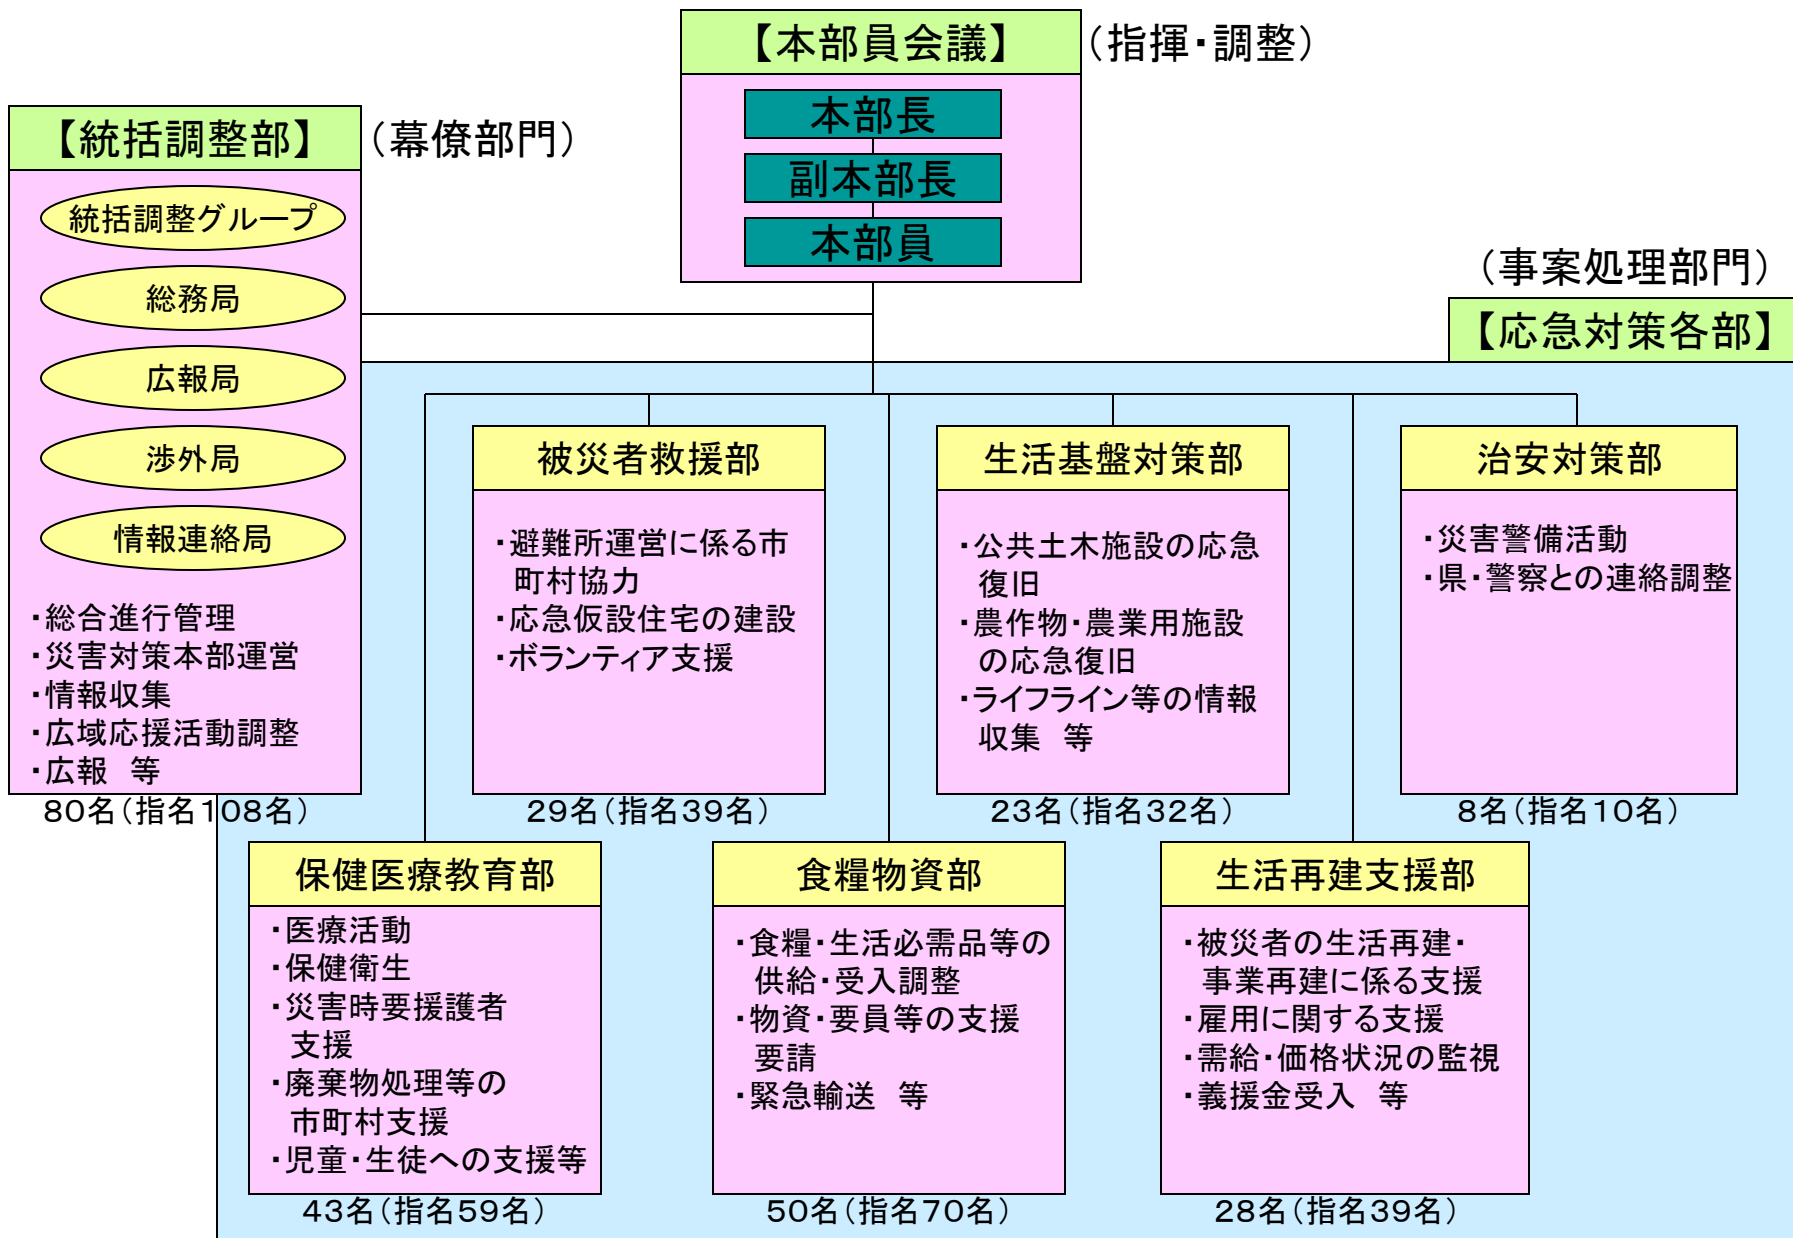 【本部員会議】
（指揮・調整）
本部長
副本部長
本部員
【統括調整部】
（幕僚部門）
統括調整グループ
総務局
広報局
渉外局
情報連絡局
・総合進行管理
・災害対策本部運営
・情報収集
・広域応援活動調整
・広報　等
80名（指名108名）
（事案処理部門）
【応急対策各部】
被災者救援部
・避難所運営に係る市
町村協力
・応急仮設住宅の建設
・ボランティア支援
29名（指名39名）
生活基盤対策部
・公共土木施設の応急
復旧
・農作物・農業用施設
の応急復旧
・ライフライン等の情報
収集　等
23名（指名32名）
治安対策部
・災害警備活動
・県・警察との連絡調整
8名（指名10名）
保健医療教育部
・医療活動
・保健衛生
・災害時要援護者
支援
・廃棄物処理等の
市町村支援
・児童・生徒への支援等
43名（指名59名）
食糧物資部
・食糧・生活必需品等の
供給・受入調整
・物資・要員等の支援
要請
・緊急輸送　等
50名（指名70名）
生活再建支援部
・被災者の生活再建・
事業再建に係る支援
・雇用に関する支援
・需給・価格状況の監視
・義援金受入　等
28名（指名39名）